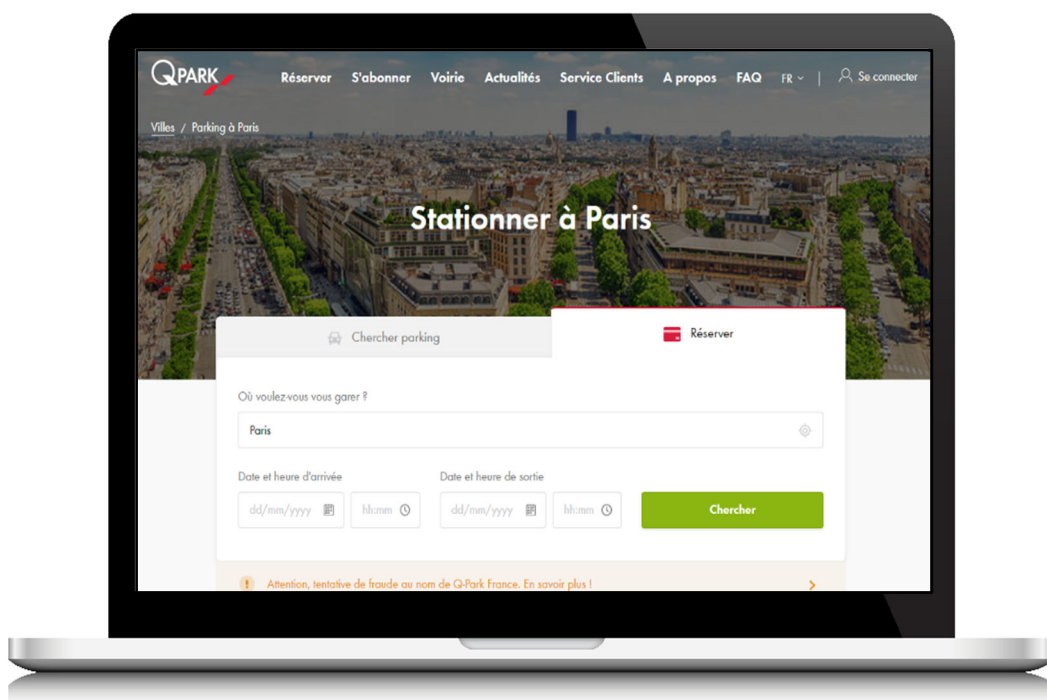 QPARK
Réserver S'abonner Voirie Actualités Service Clients A propos FAQ FR | Se connecter
Villes / Parking à Paris
Stationner à Paris
Chercher parking
Réserver
Où voulez-vous vous garer ?
Paris
Date et heure d'arrivée Date et heure de sortie
dd/mm/yyyy hh:mm dd/mm/yyyy hh:mm Chercher
! Attention, tentative de fraude au nom de Q-Park France. En savoir plus !